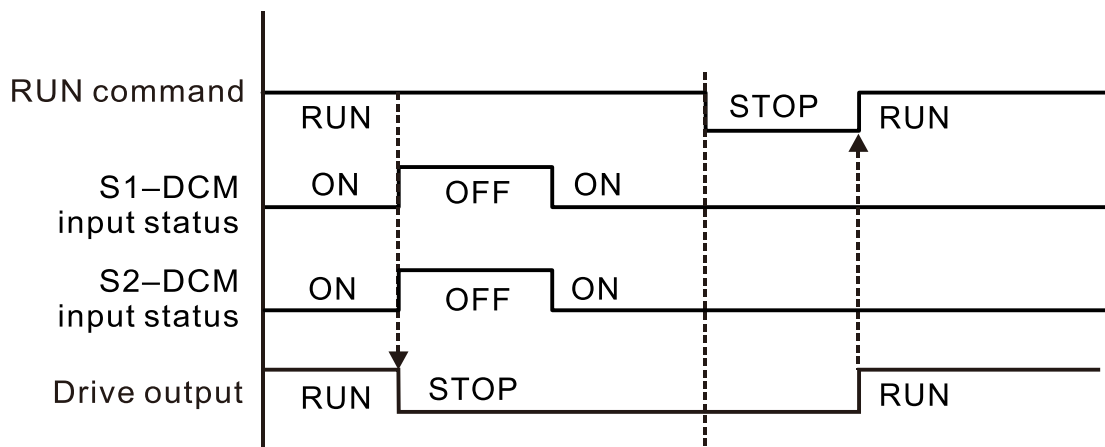 RUN command
RUN
STOP
RUN
S1–DCM
input status
ON
OFF
ON
S2–DCM
input status
ON
OFF
ON
Drive output
RUN
STOP
RUN